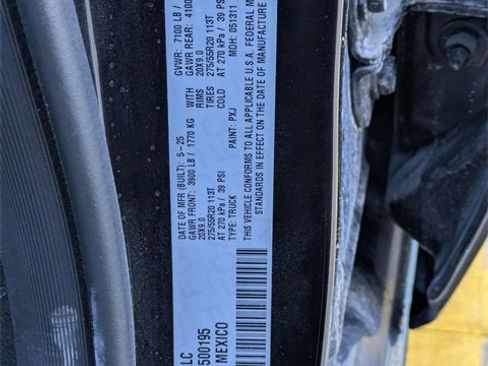 LC
DATE OF MFR (BUILT): 5-25 GVWR: 7100 LB /
GAWR FRONT: 3900 LB / 1770 KG WITH GAWR REAR: 4100
20X9.0 RIMS 20X9.0
275/55R20 113T TIRES 275/55R20 113T
AT 270 kPa / 39 PSI COLD AT 270 kPa / 39 PSI
TYPE: TRUCK PAINT: PXJ MDH: 051311
500195
THIS VEHICLE CONFORMS TO ALL APPLICABLE U.S.A. FEDERAL M
MEXICO
STANDARDS IN EFFECT ON THE DATE OF MANUFACTURE